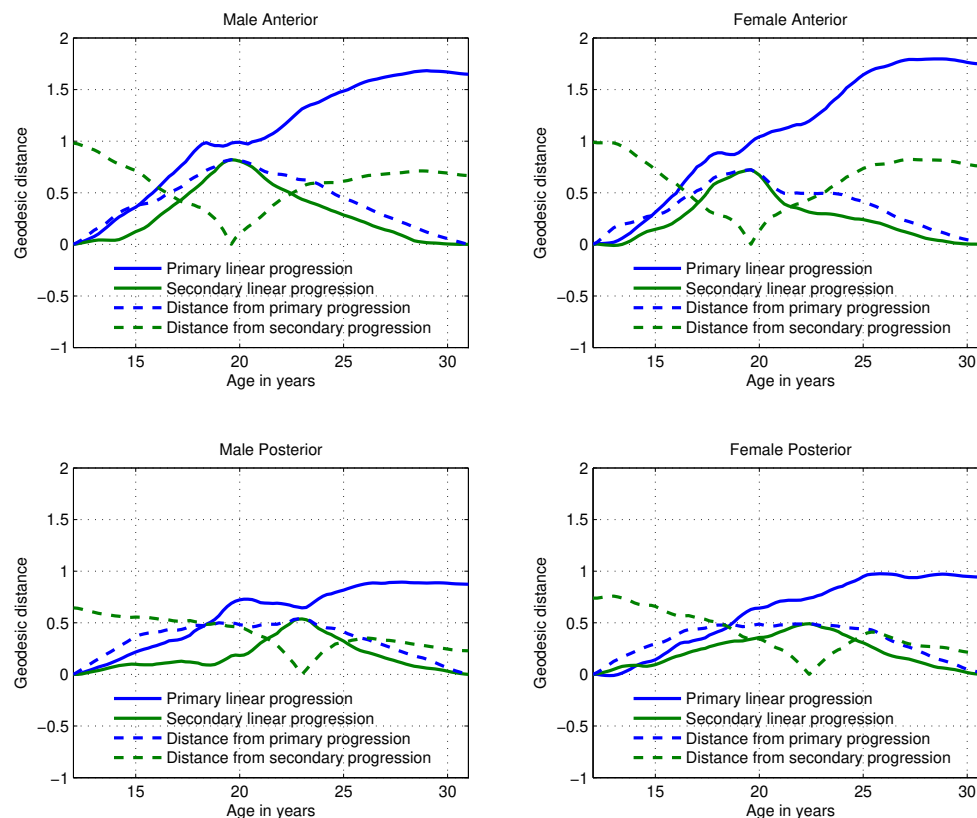 Male Anterior
2
1.5
1
0.5
0
−0.5
−1
Geodesic distance
Primary linear progression
Secondary linear progression
Distance from primary progression
Distance from secondary progression
15 20 25 30
Age in years
Female Anterior
2
1.5
1
0.5
0
−0.5
−1
Geodesic distance
Primary linear progression
Secondary linear progression
Distance from primary progression
Distance from secondary progression
15 20 25 30
Age in years
Male Posterior
2
1.5
1
0.5
0
−0.5
−1
Geodesic distance
Primary linear progression
Secondary linear progression
Distance from primary progression
Distance from secondary progression
15 20 25 30
Age in years
Female Posterior
2
1.5
1
0.5
0
−0.5
−1
Geodesic distance
Primary linear progression
Secondary linear progression
Distance from primary progression
Distance from secondary progression
15 20 25 30
Age in years